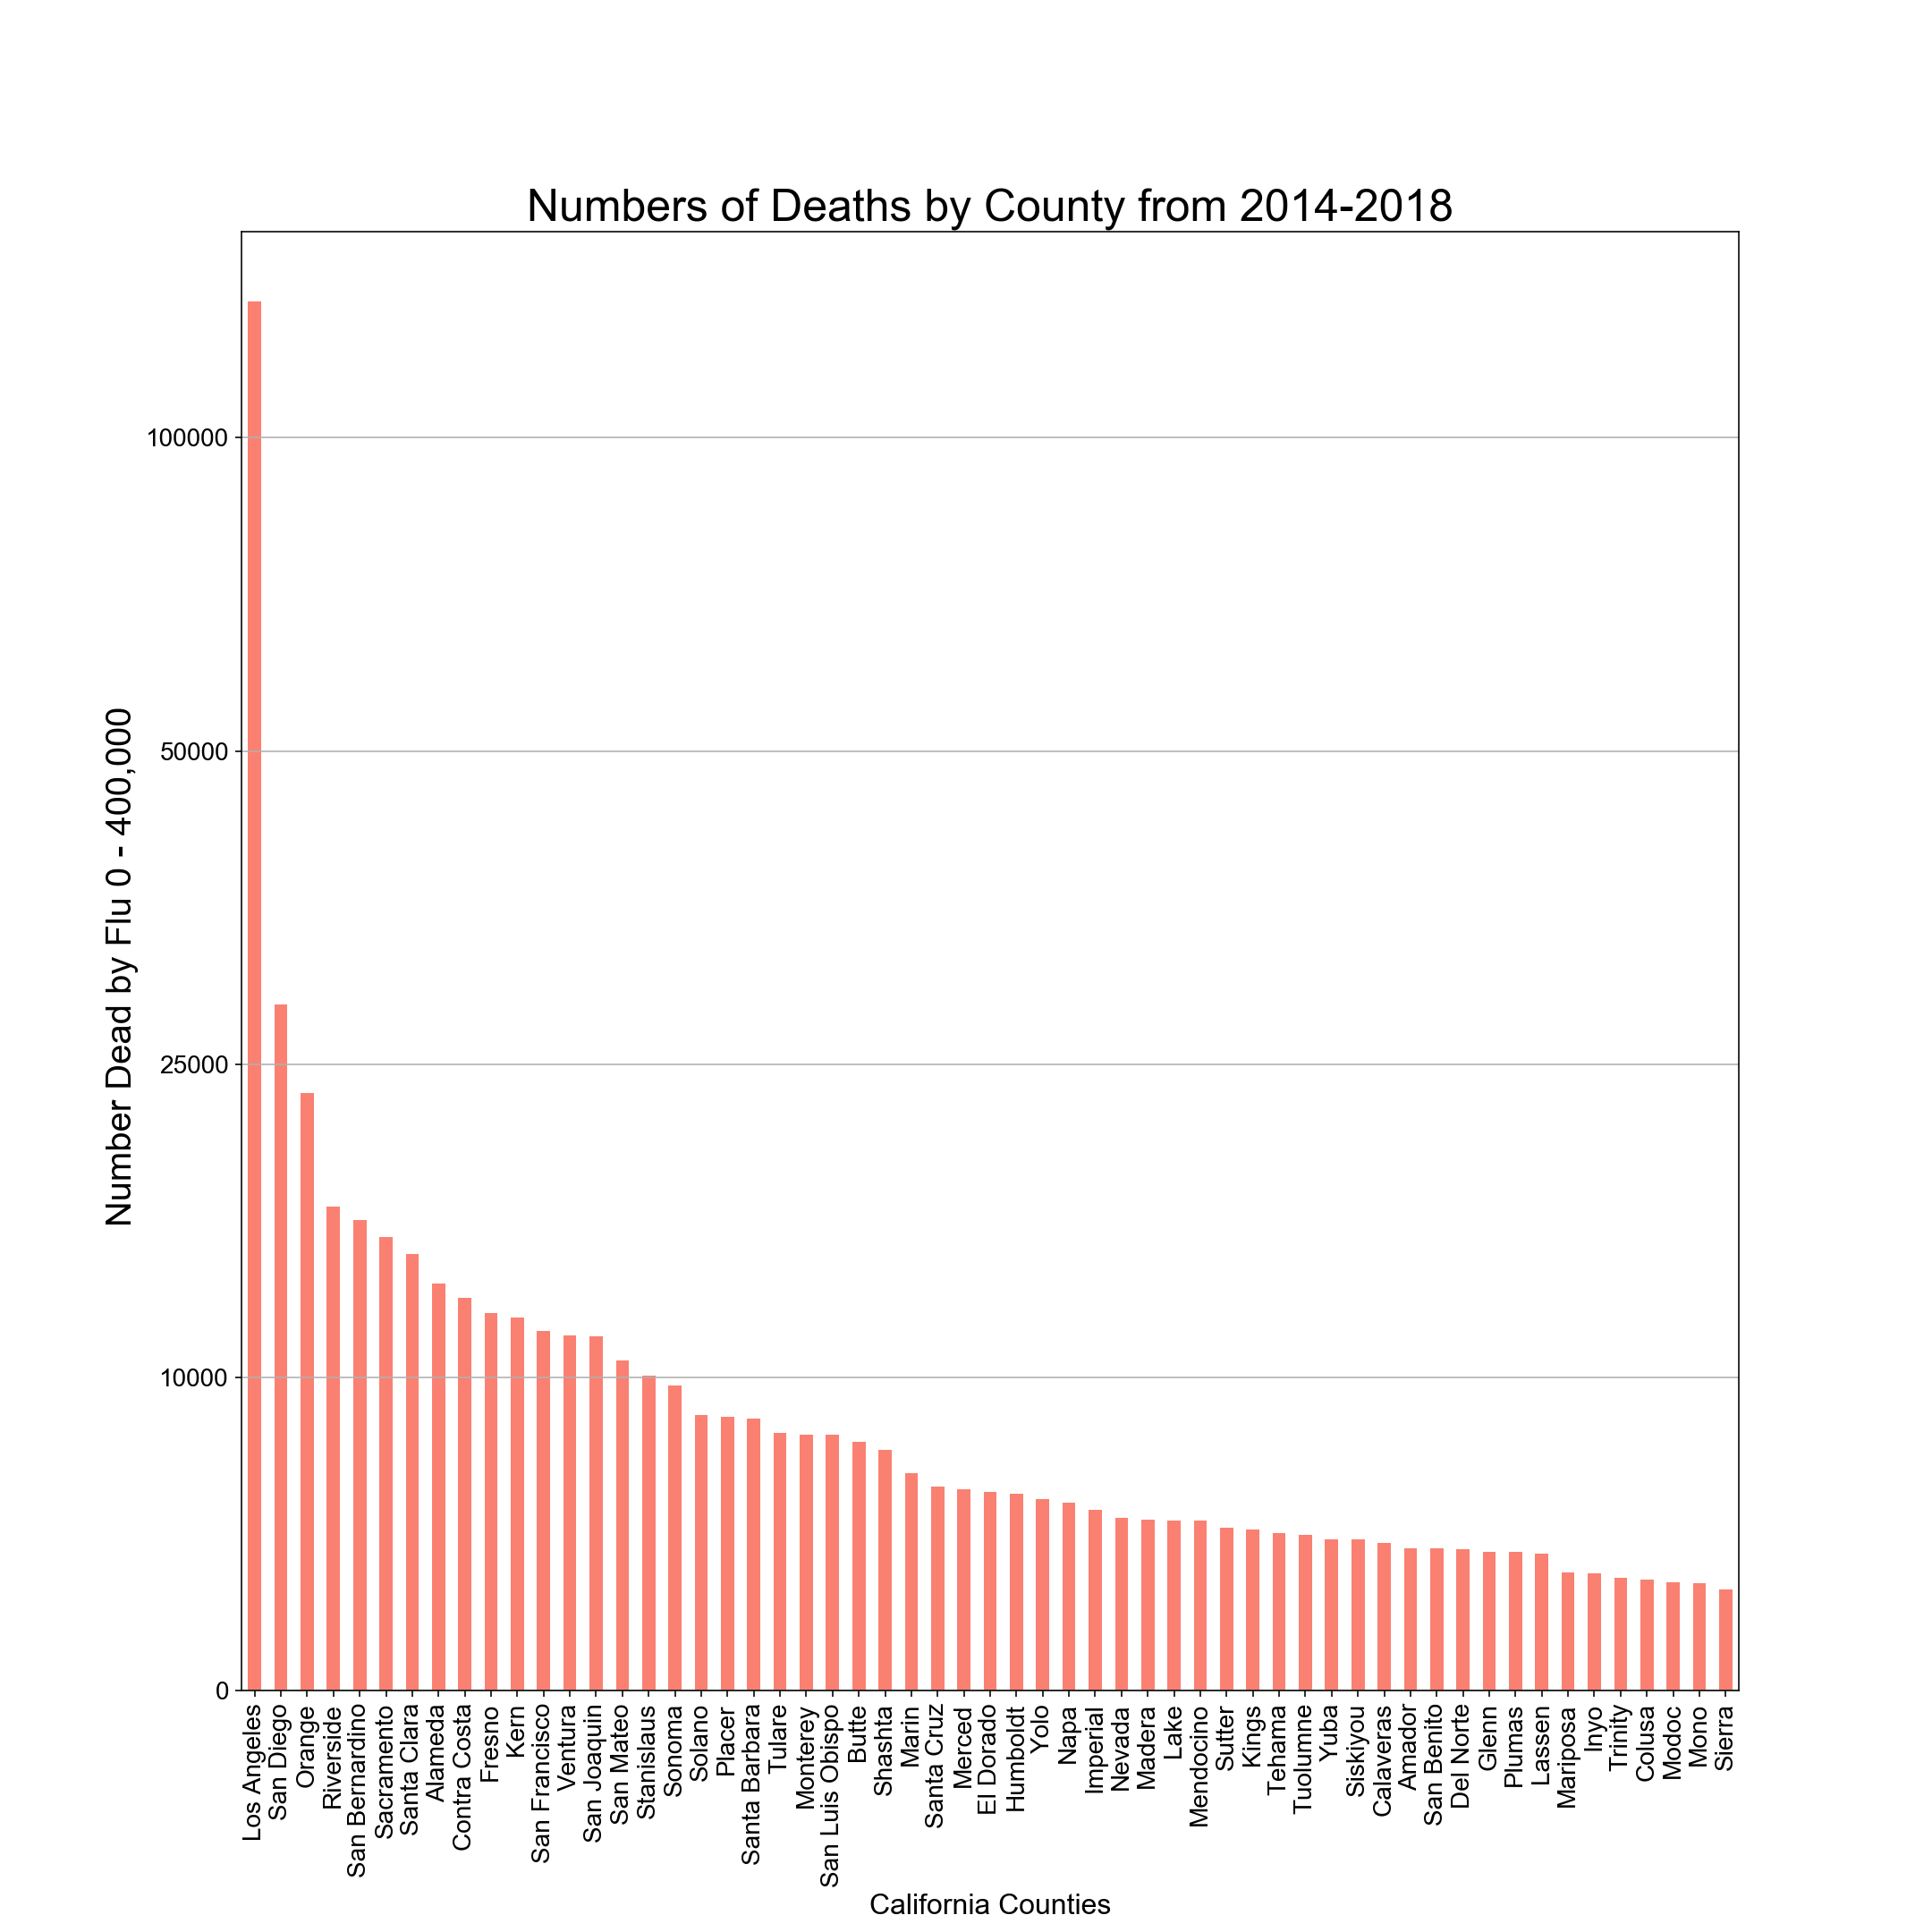 Numbers of Deaths by County from 2014-2018
Number Dead by Flu 0 - 400,000
100000
50000
25000
10000
0
Los Angeles
San Diego
Orange
Riverside
San Bernardino
Sacramento
Santa Clara
Alameda
Contra Costa
Fresno
Kern
San Francisco
Ventura
San Joaquin
San Mateo
Stanislaus
Sonoma
Solano
Placer
Santa Barbara
Tulare
Monterey
San Luis Obispo
Butte
Shashta
Marin
Santa Cruz
Merced
El Dorado
Humboldt
Yolo
Napa
Imperial
Nevada
Madera
Lake
Mendocino
Sutter
Kings
Tehama
Tuolumne
Yuba
Siskiyou
Calaveras
Amador
San Benito
Del Norte
Glenn
Plumas
Lassen
Mariposa
Inyo
Trinity
Colusa
Modoc
Mono
Sierra
California Counties